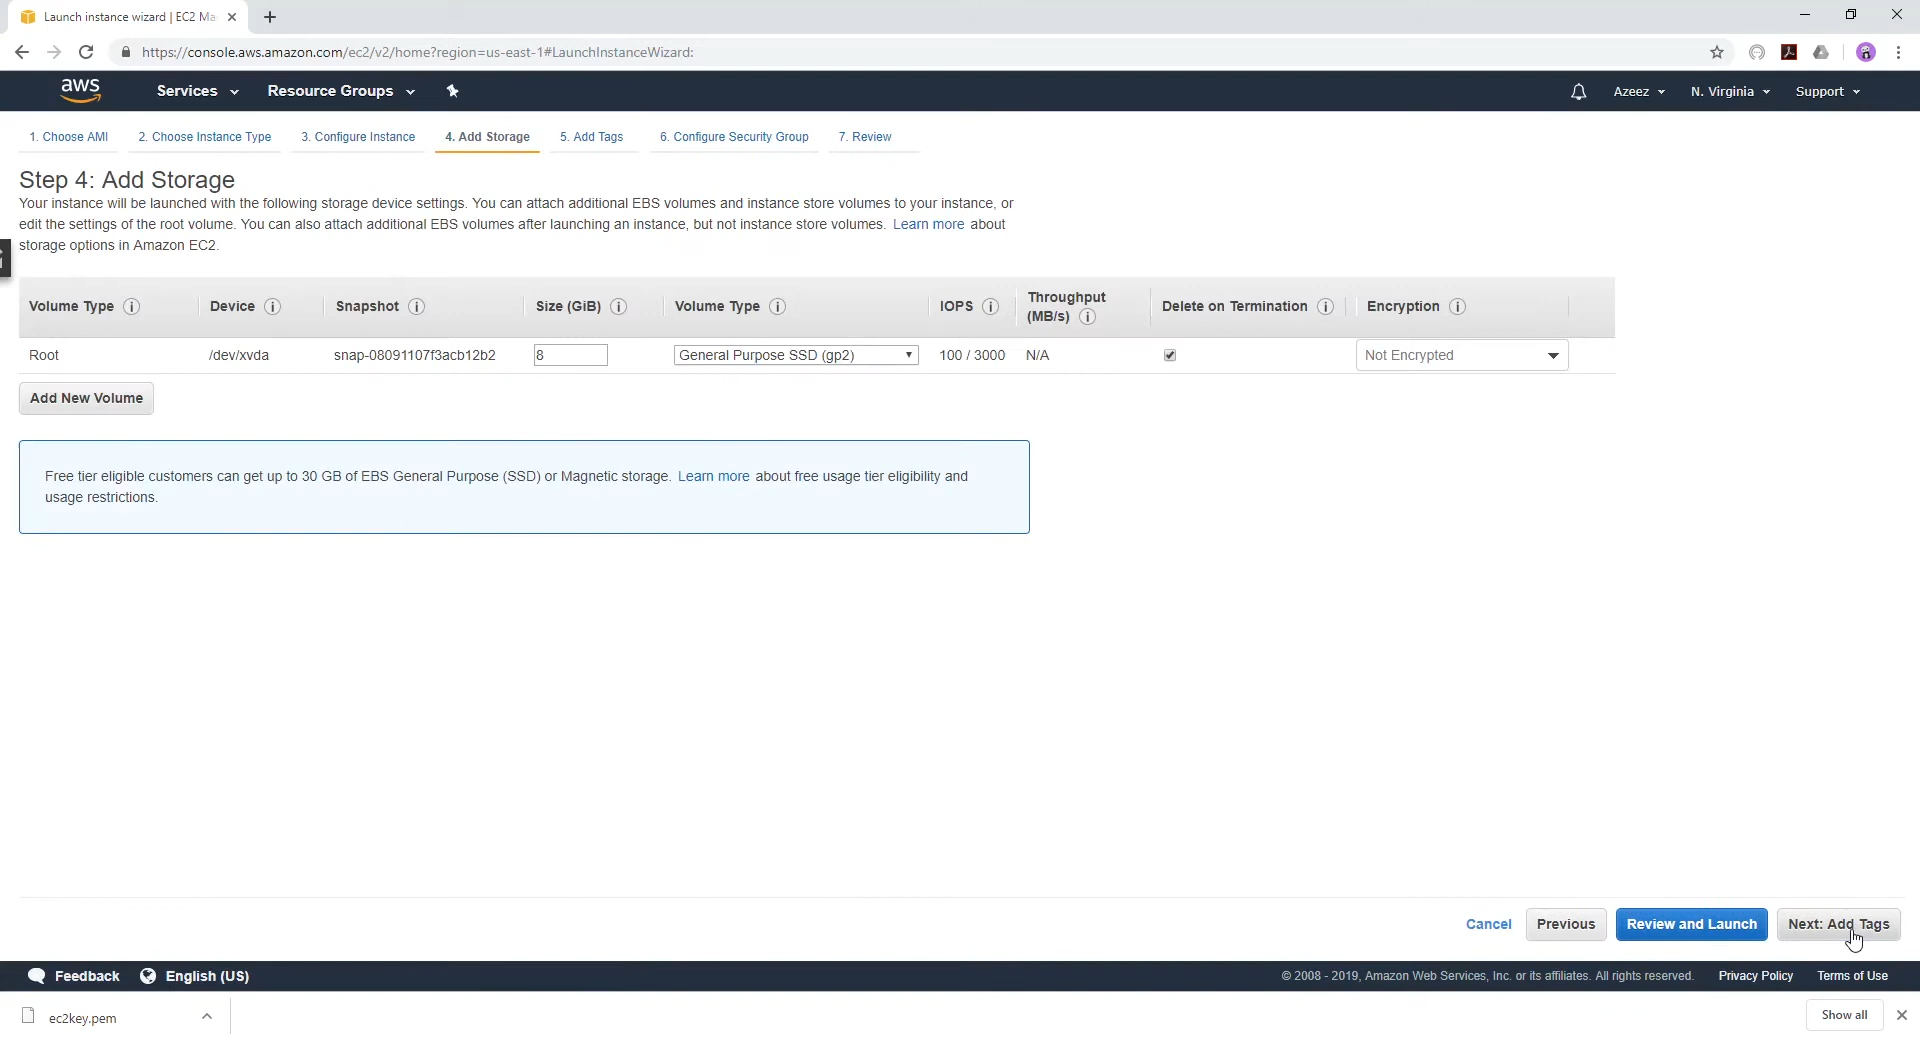 Launch instance wizard | EC2 Ma
https://console.aws.amazon.com/ec2/v2/home?region=us-east-1#LaunchInstanceWizard:
aws
Services
Resource Groups
Azeez
N. Virginia
Support
1. Choose AMI
2. Choose Instance Type
3. Configure Instance
4. Add Storage
5. Add Tags
6. Configure Security Group
7. Review
Step 4: Add Storage
Your instance will be launched with the following storage device settings. You can attach additional EBS volumes and instance store volumes to your instance, or
edit the settings of the root volume. You can also attach additional EBS volumes after launching an instance, but not instance store volumes. Learn more about
storage options in Amazon EC2.
Volume Type i Device i Snapshot i Size (GiB) i Volume Type i IOPS i Throughput (MB/s) i Delete on Termination i Encryption i
Root /dev/xvda snap-08091107f3acb12b2 8 General Purpose SSD (gp2) 100 / 3000 N/A Not Encrypted
Add New Volume
Free tier eligible customers can get up to 30 GB of EBS General Purpose (SSD) or Magnetic storage. Learn more about free usage tier eligibility and
usage restrictions.
Cancel
Previous
Review and Launch
Next: Add Tags
Feedback
English (US)
© 2008 - 2019, Amazon Web Services, Inc. or its affiliates. All rights reserved.
Privacy Policy
Terms of Use
ec2key.pem
Show all